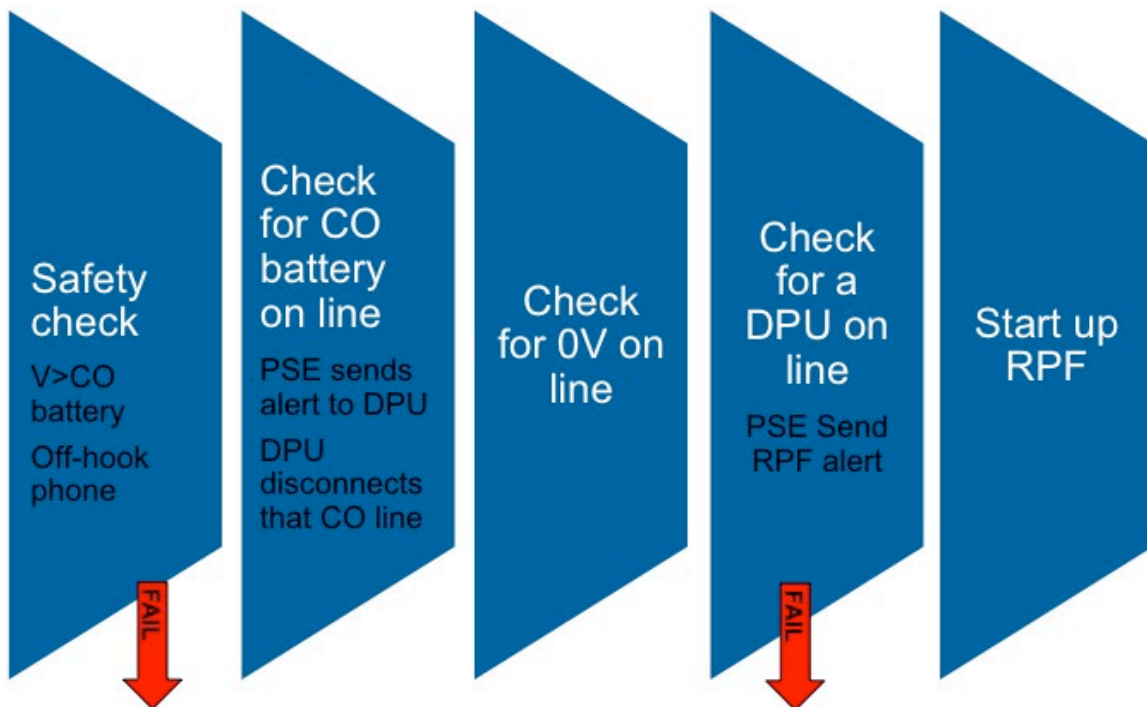 Safety
check
V>CO
battery
Off-hook
phone
FAIL
Check
for CO
battery
on line
PSE sends
alert to DPU
DPU
disconnects
that CO line
Check
for 0V on
line
Check
for a
DPU on
line
PSE Send
RPF alert
FAIL
Start up
RPF